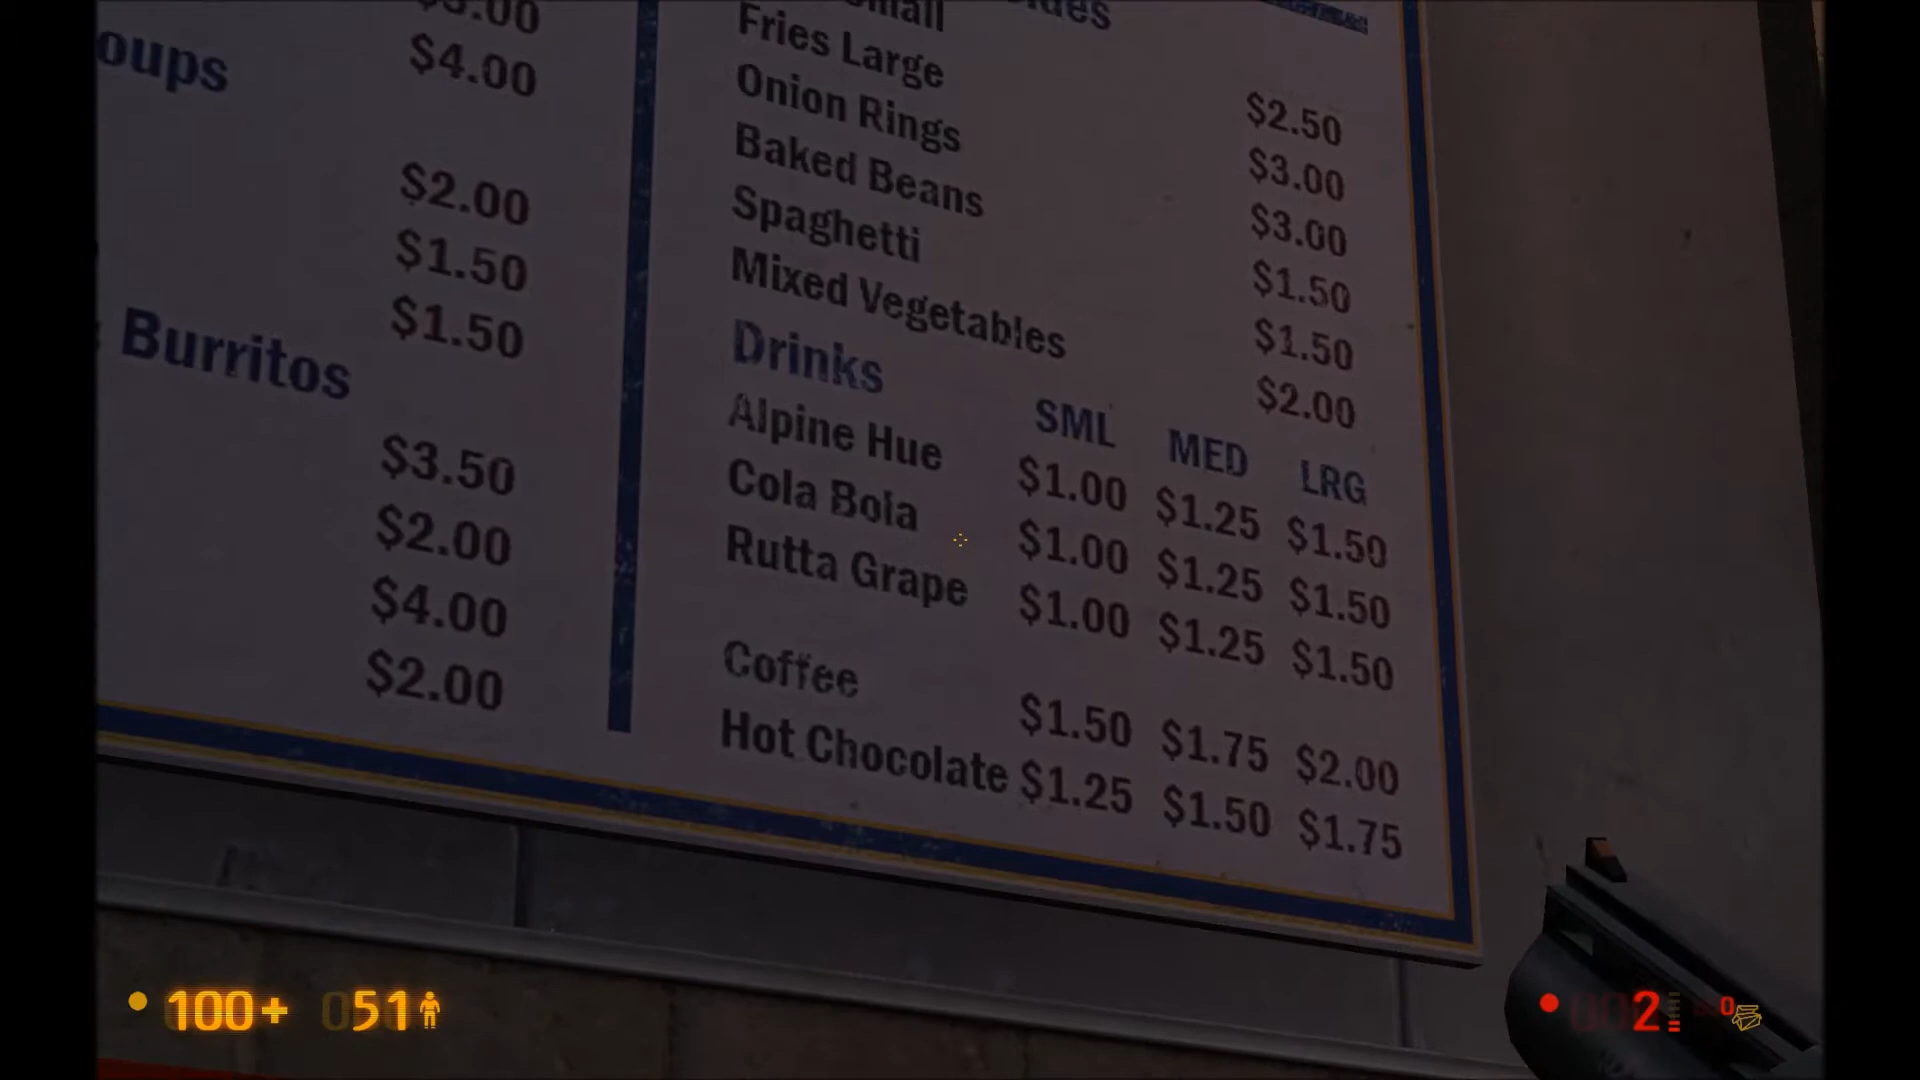 $4.00
oups
$2.00
$1.50
$1.50
Burritos
$3.50
$2.00
$4.00
$2.00
Fries Large $2.50
Onion Rings $3.00
Baked Beans $3.00
Spaghetti $1.50
Mixed Vegetables $1.50
$2.00
Drinks SML MED LRG
Alpine Hue $1.00 $1.25 $1.50
Cola Bola $1.00 $1.25 $1.50
Rutta Grape $1.00 $1.25 $1.50
Coffee $1.50 $1.75 $2.00
Hot Chocolate $1.25 $1.50 $1.75
100+ 051
002 0